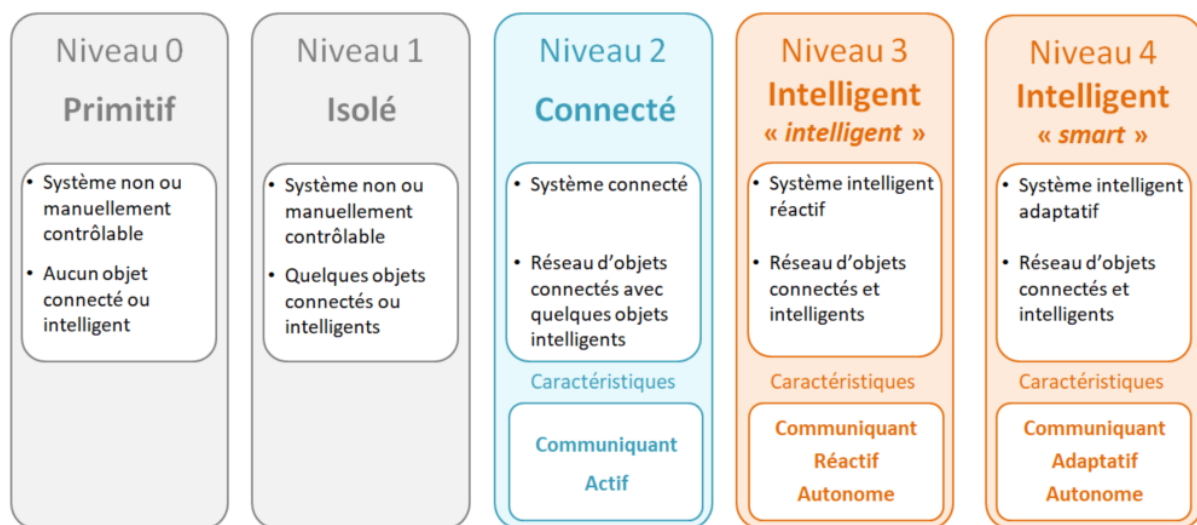 Niveau 0
Primitif
• Système non ou
manuellement
contrôlable
• Aucun objet
connecté ou
intelligent
Niveau 1
Isolé
• Système non ou
manuellement
contrôlable
• Quelques objets
connectés ou
intelligents
Niveau 2
Connecté
• Système connecté
• Réseau d’objets
connectés avec
quelques objets
intelligents
Caractéristiques
Communiquant
Actif
Niveau 3
Intelligent
« intelligent »
• Système intelligent
réactif
• Réseau d’objets
connectés et
intelligents
Caractéristiques
Communiquant
Réactif
Autonome
Niveau 4
Intelligent
« smart »
• Système intelligent
adaptatif
• Réseau d’objets
connectés et
intelligents
Caractéristiques
Communiquant
Adaptatif
Autonome